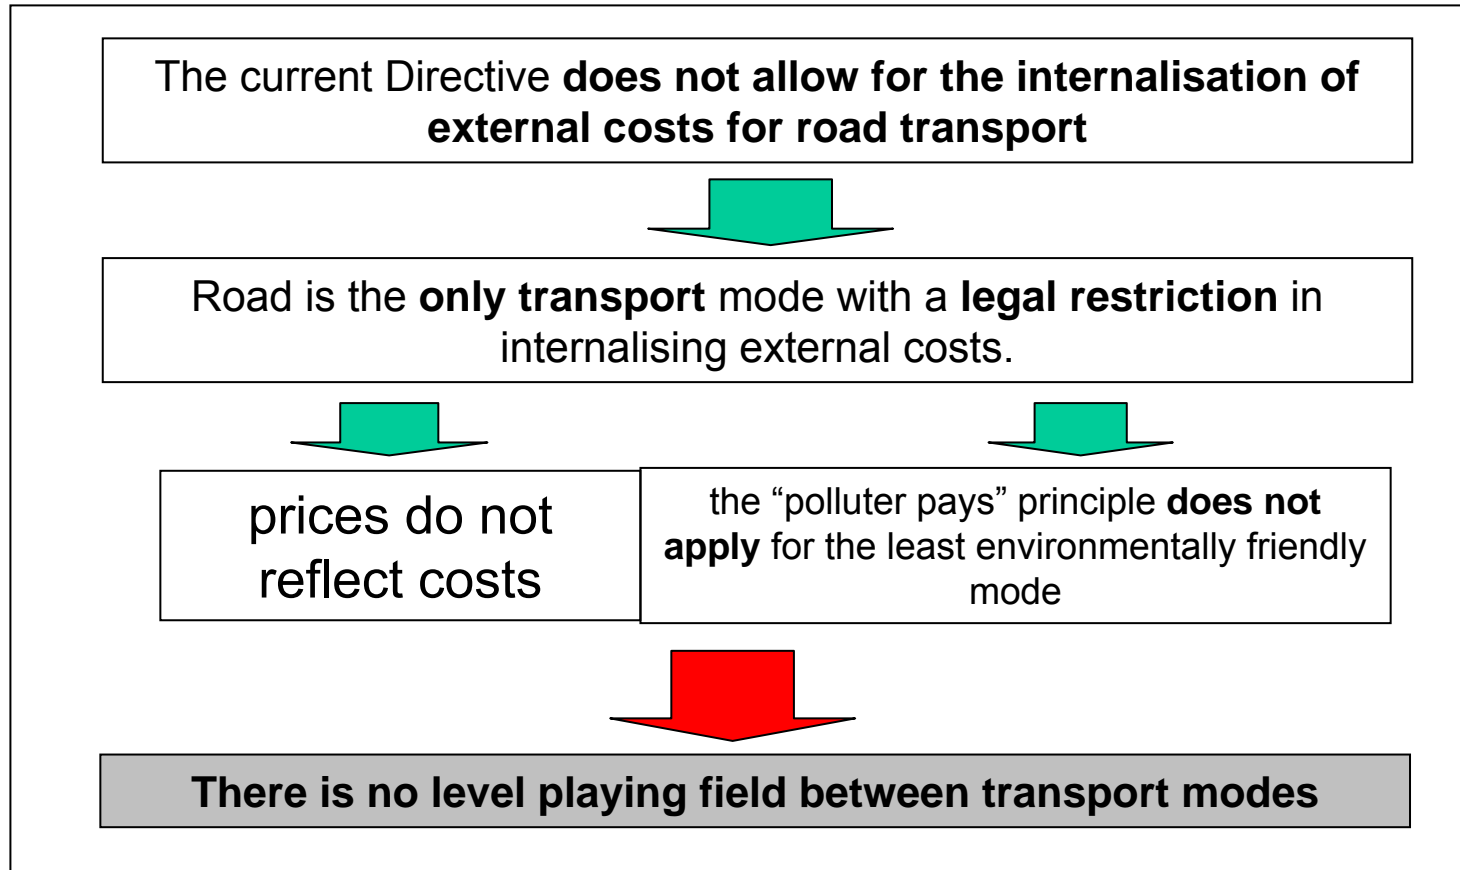 The current Directive does not allow for the internalisation of
external costs for road transport
Road is the only transport mode with a legal restriction in
internalising external costs.
prices do not
reflect costs
the “polluter pays” principle does not
apply for the least environmentally friendly
mode
There is no level playing field between transport modes